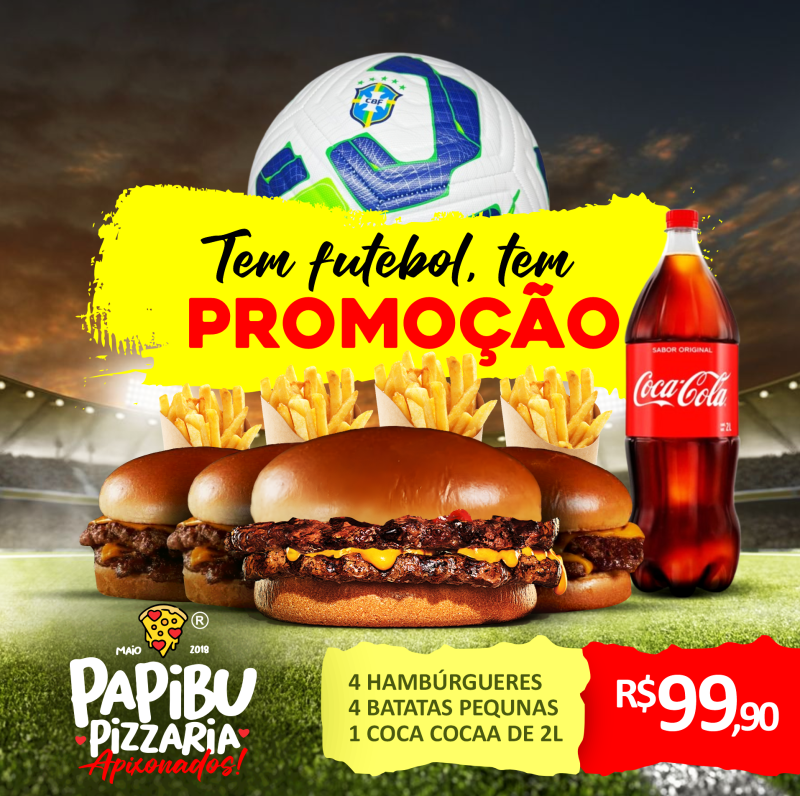 CBF
Tem futebol, tem
PROMOÇÃO
SABOR ORIGINAL
Coca-Cola
2L
MAIO 2018
®
PAPiBU
PiZZARiA
Apixonados!
4 HAMBÚRGUERES
4 BATATAS PEQUNAS
1 COCA COCAA DE 2L
R$99,90